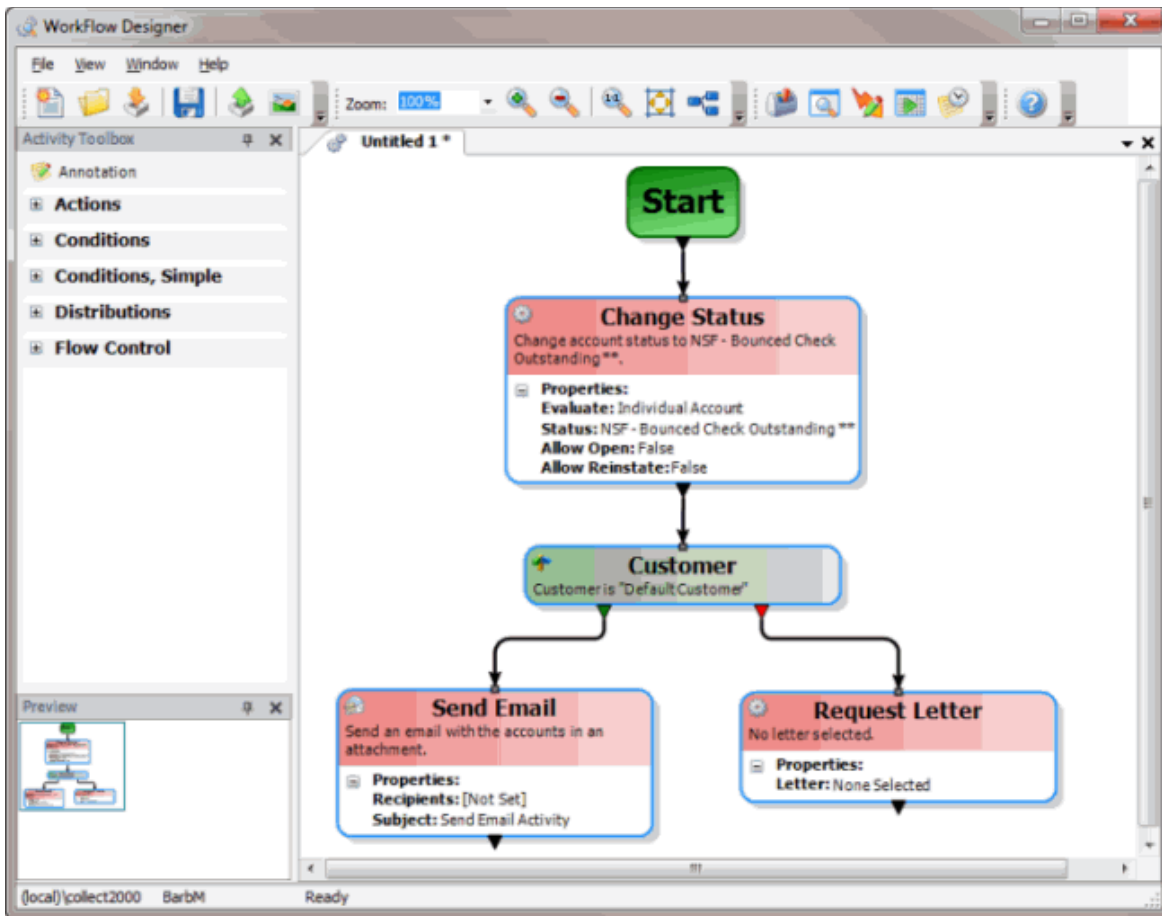 WorkFlow Designer
File View Window Help
Zoom: 100%
1:1
Activity Toolbox
Untitled 1 *
Annotation
Actions
Conditions
Conditions, Simple
Distributions
Flow Control
Start
Change Status
Change account status to NSF - Bounced Check
Outstanding **.
Properties:
Evaluate: Individual Account
Status: NSF - Bounced Check Outstanding **
Allow Open: False
Allow Reinstate: False
Customer
Customer is "Default Customer"
Send Email
Send an email with the accounts in an
attachment.
Properties:
Recipients: [Not Set]
Subject: Send Email Activity
Request Letter
No letter selected.
Properties:
Letter: None Selected
Preview
(local)\collect2000 BarbM Ready